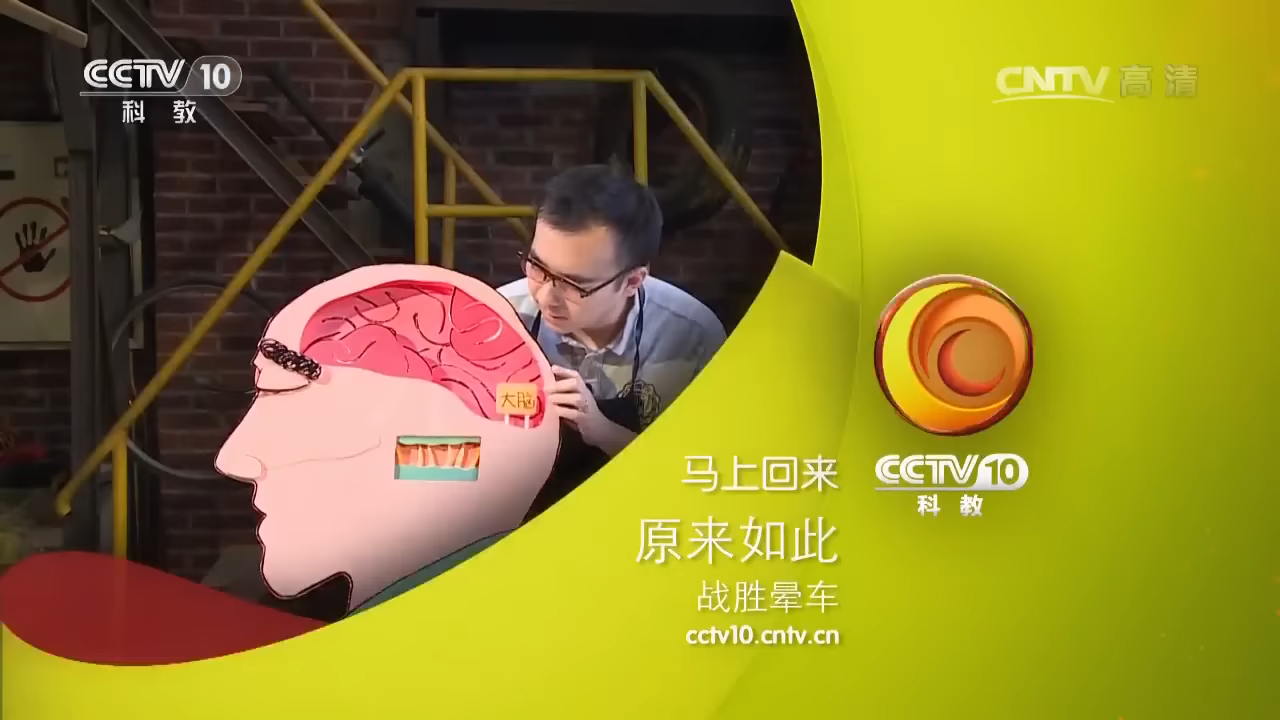 CCTV 10
科教
CNTV 高清
大脑
马上回来
原来如此
战胜晕车
cctv10.cntv.cn
CCTV 10
科教